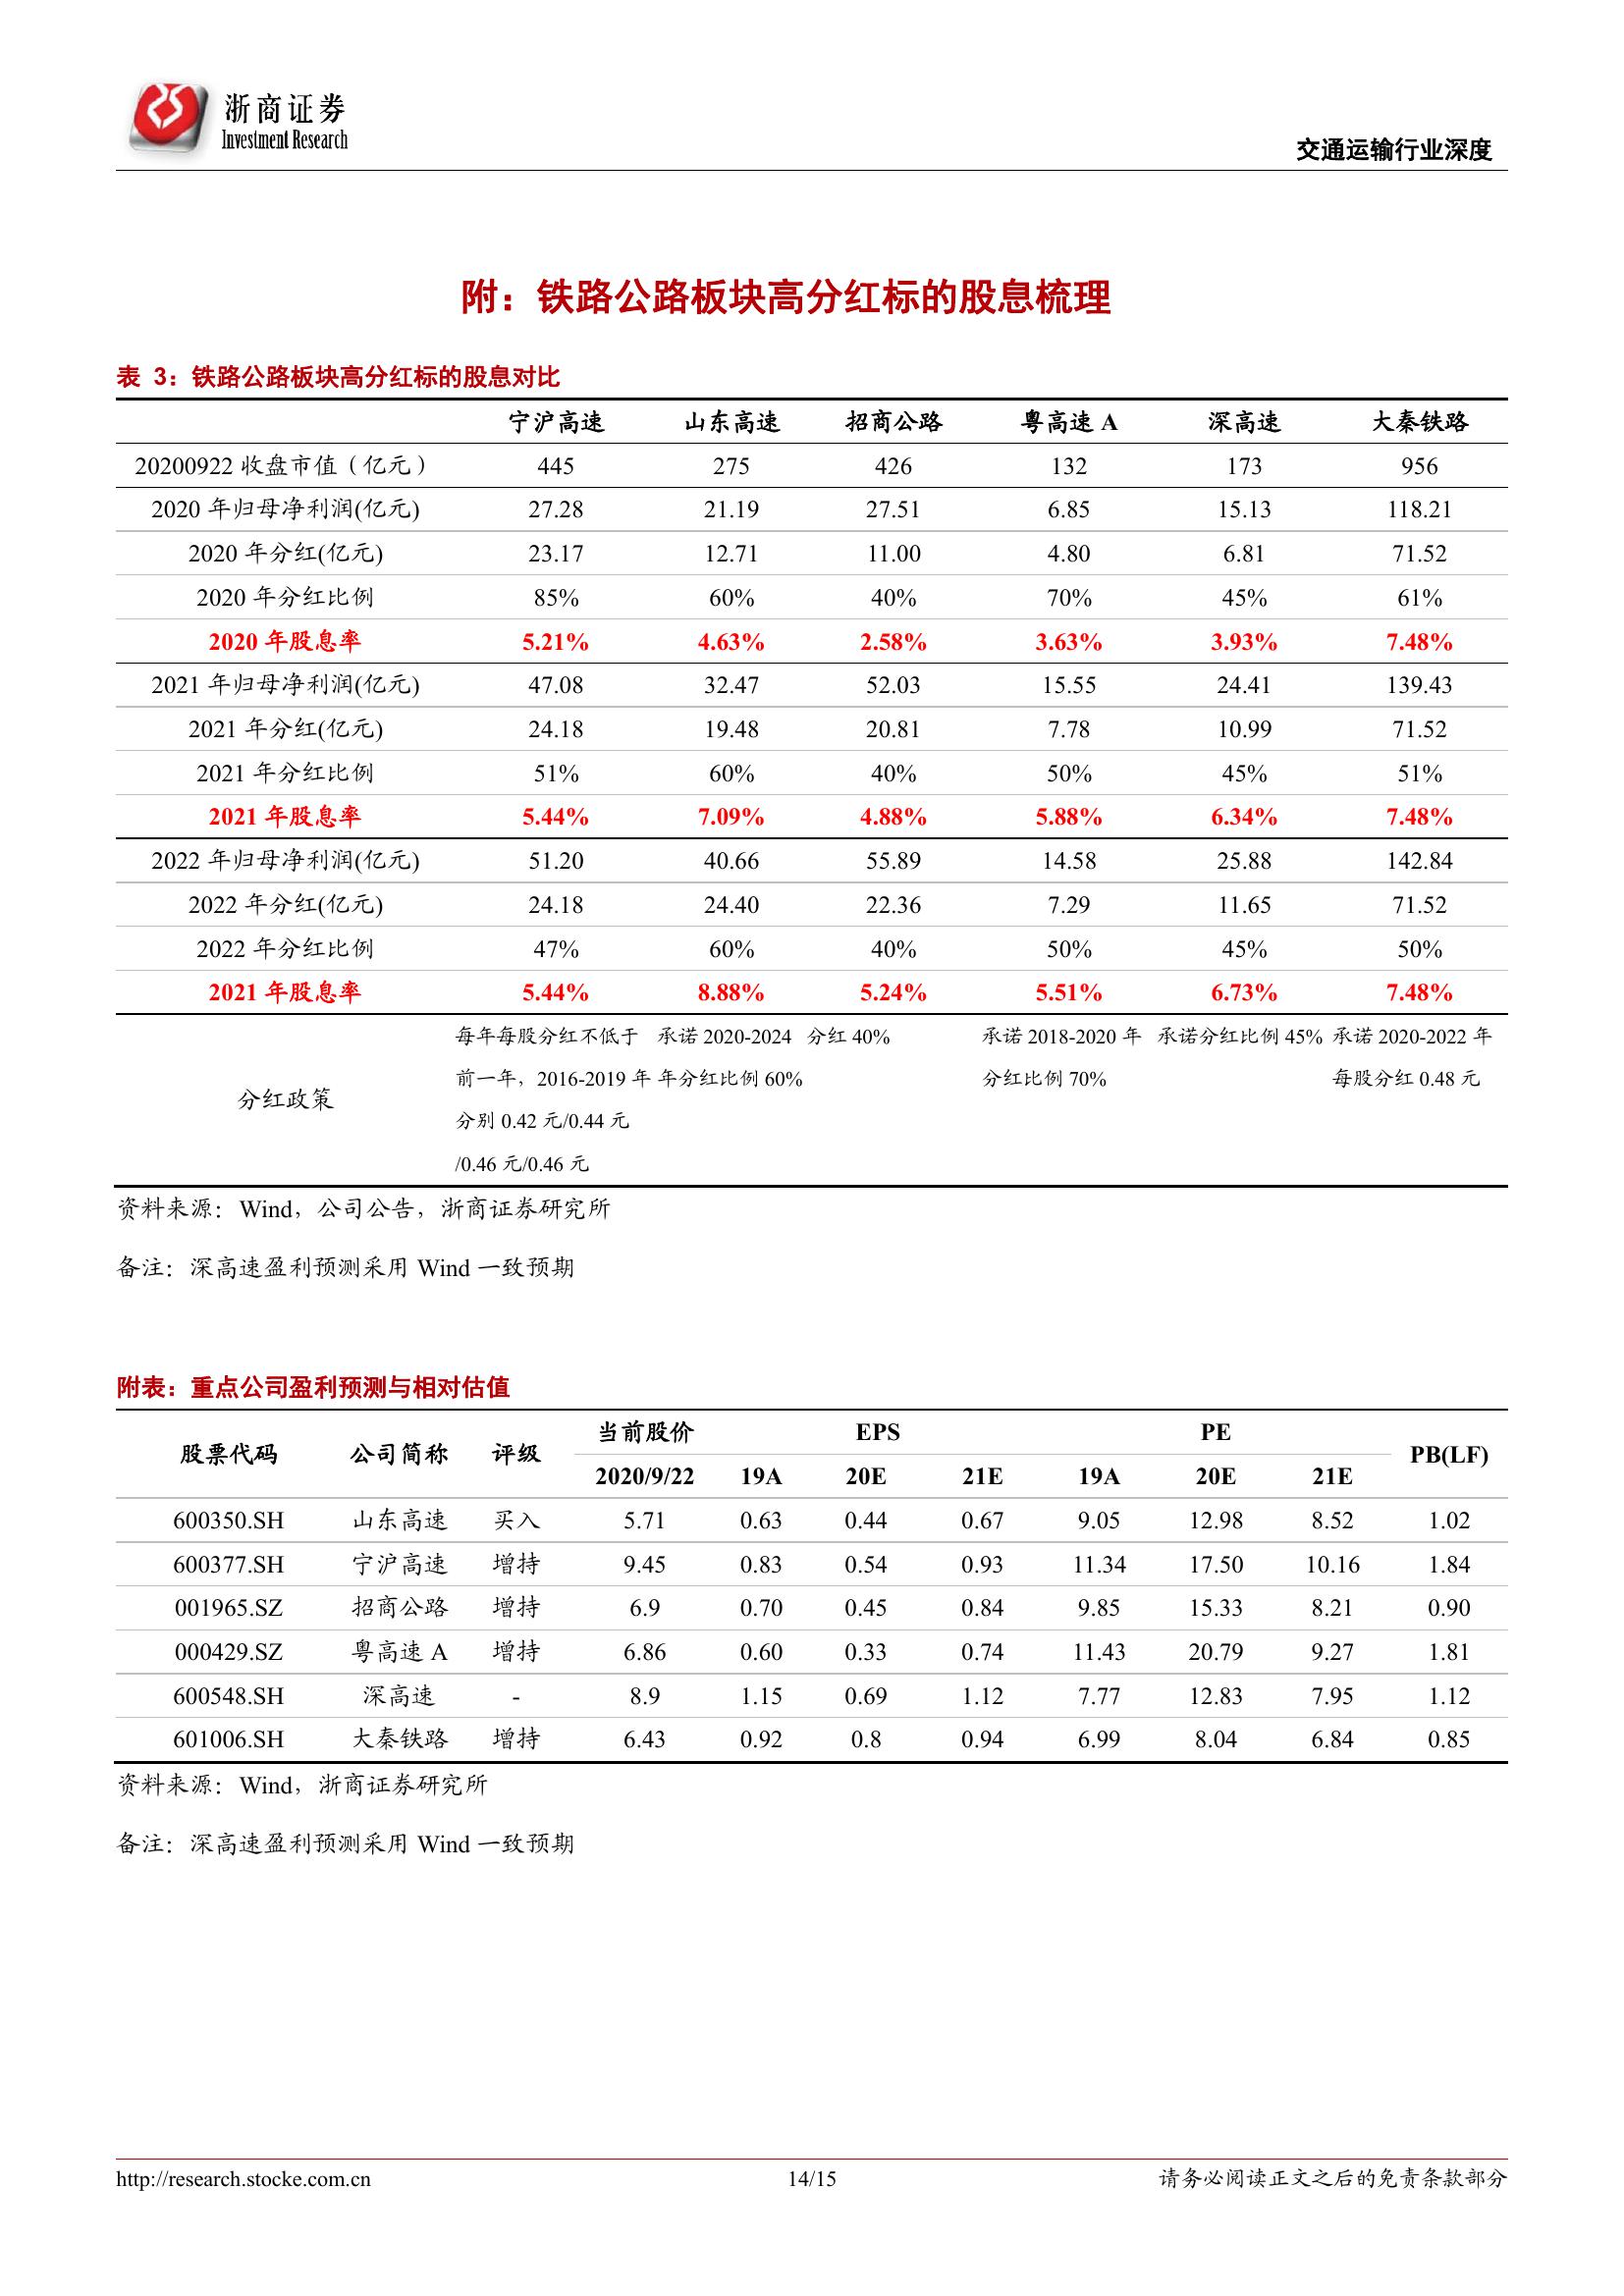 浙商证券
Investment Research
交通运输行业深度
附：铁路公路板块高分红标的股息梳理
表 3：铁路公路板块高分红标的股息对比
宁沪高速 山东高速 招商公路 粤高速 A 深高速 大秦铁路
20200922 收盘市值（亿元） 445 275 426 132 173 956
2020 年归母净利润(亿元) 27.28 21.19 27.51 6.85 15.13 118.21
2020 年分红(亿元) 23.17 12.71 11.00 4.80 6.81 71.52
2020 年分红比例 85% 60% 40% 70% 45% 61%
2020 年股息率 5.21% 4.63% 2.58% 3.63% 3.93% 7.48%
2021 年归母净利润(亿元) 47.08 32.47 52.03 15.55 24.41 139.43
2021 年分红(亿元) 24.18 19.48 20.81 7.78 10.99 71.52
2021 年分红比例 51% 60% 40% 50% 45% 51%
2021 年股息率 5.44% 7.09% 4.88% 5.88% 6.34% 7.48%
2022 年归母净利润(亿元) 51.20 40.66 55.89 14.58 25.88 142.84
2022 年分红(亿元) 24.18 24.40 22.36 7.29 11.65 71.52
2022 年分红比例 47% 60% 40% 50% 45% 50%
2021 年股息率 5.44% 8.88% 5.24% 5.51% 6.73% 7.48%
每年每股分红不低于 承诺 2020-2024 分红 40% 承诺 2018-2020 年 承诺分红比例 45% 承诺 2020-2022 年
前一年，2016-2019 年 年分红比例 60% 分红比例 70% 每股分红 0.48 元
分红政策
分别 0.42 元/0.44 元
/0.46 元/0.46 元
资料来源：Wind，公司公告，浙商证券研究所
备注：深高速盈利预测采用 Wind 一致预期
附表：重点公司盈利预测与相对估值
当前股价 EPS PE
股票代码 公司简称 评级 PB(LF)
2020/9/22 19A 20E 21E 19A 20E 21E
600350.SH 山东高速 买入 5.71 0.63 0.44 0.67 9.05 12.98 8.52 1.02
600377.SH 宁沪高速 增持 9.45 0.83 0.54 0.93 11.34 17.50 10.16 1.84
001965.SZ 招商公路 增持 6.9 0.70 0.45 0.84 9.85 15.33 8.21 0.90
000429.SZ 粤高速 A 增持 6.86 0.60 0.33 0.74 11.43 20.79 9.27 1.81
600548.SH 深高速 - 8.9 1.15 0.69 1.12 7.77 12.83 7.95 1.12
601006.SH 大秦铁路 增持 6.43 0.92 0.8 0.94 6.99 8.04 6.84 0.85
资料来源：Wind，浙商证券研究所
备注：深高速盈利预测采用 Wind 一致预期
http://research.stocke.com.cn 14/15 请务必阅读正文之后的免责条款部分